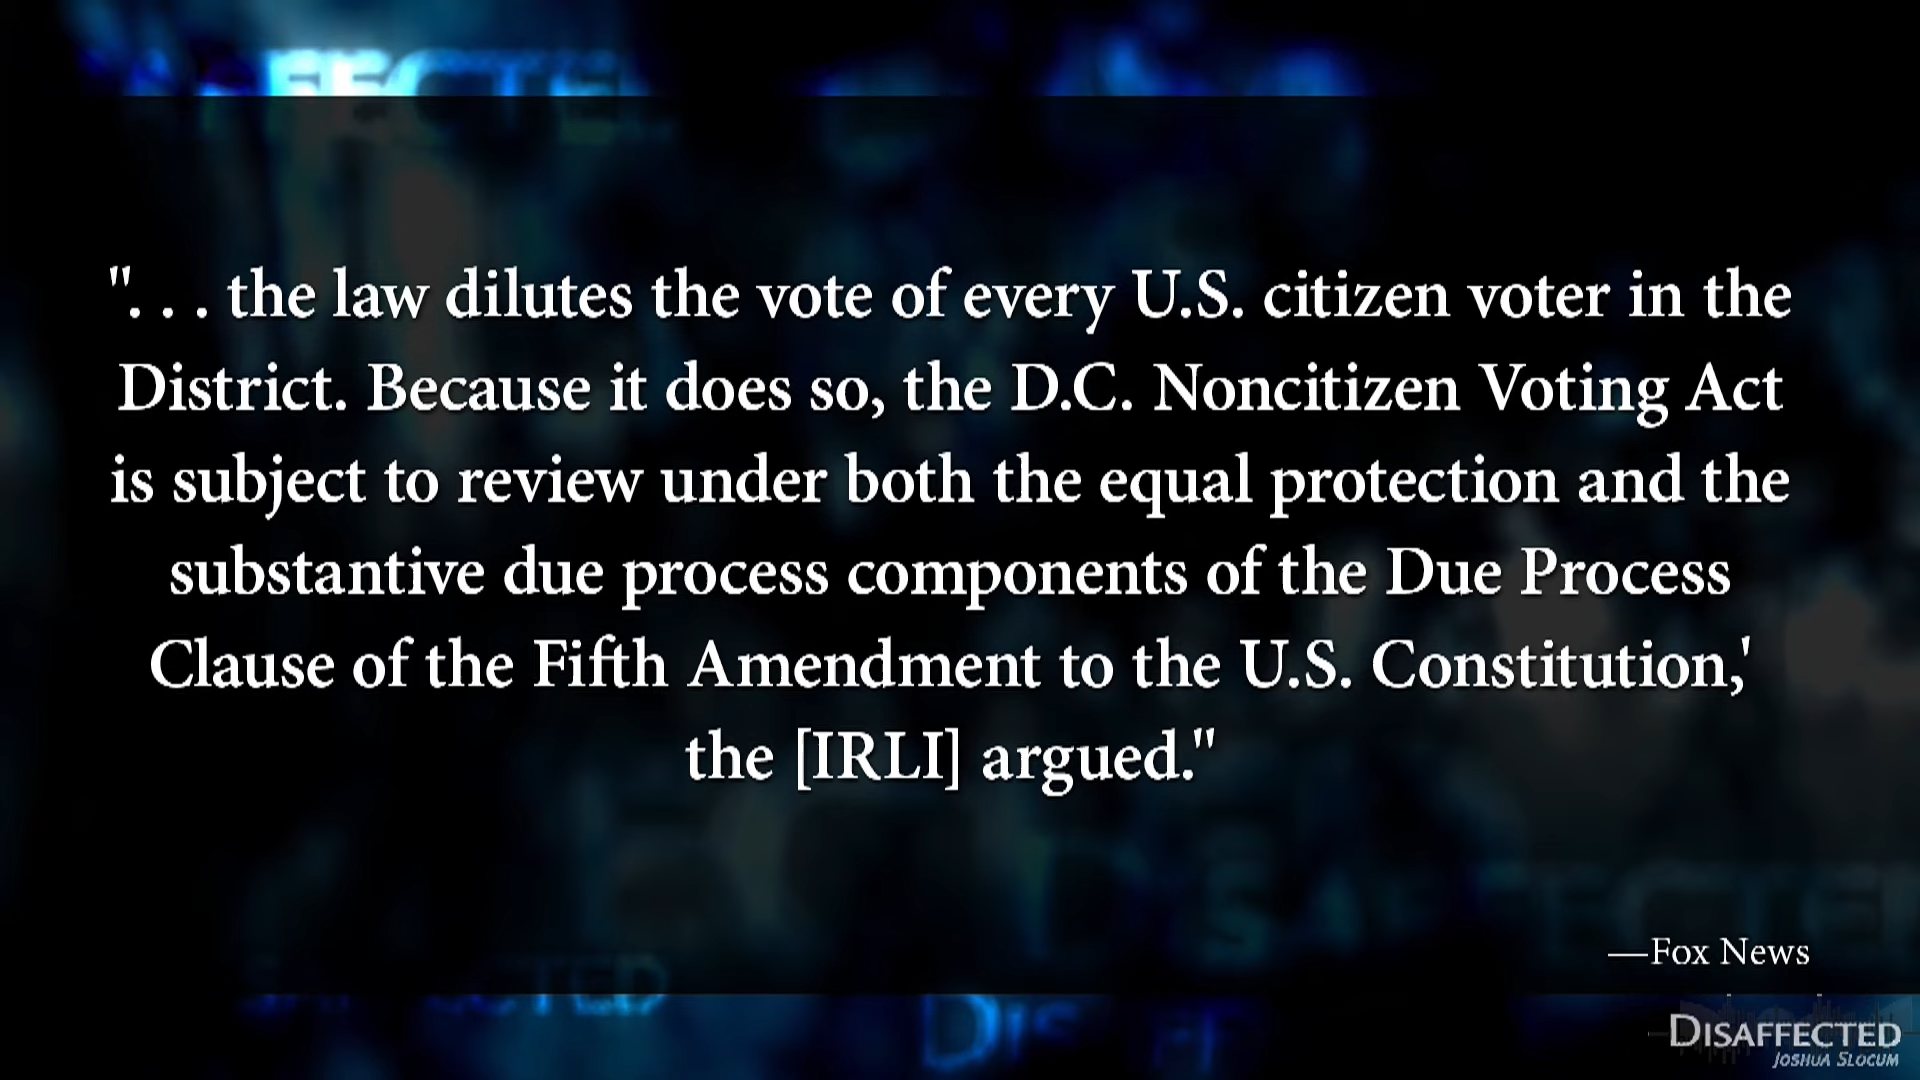 ". . . the law dilutes the vote of every U.S. citizen voter in the
District. Because it does so, the D.C. Noncitizen Voting Act
is subject to review under both the equal protection and the
substantive due process components of the Due Process
Clause of the Fifth Amendment to the U.S. Constitution,'
the [IRLI] argued."
—Fox News
DISAFFECTED
JOSHUA SLOCUM